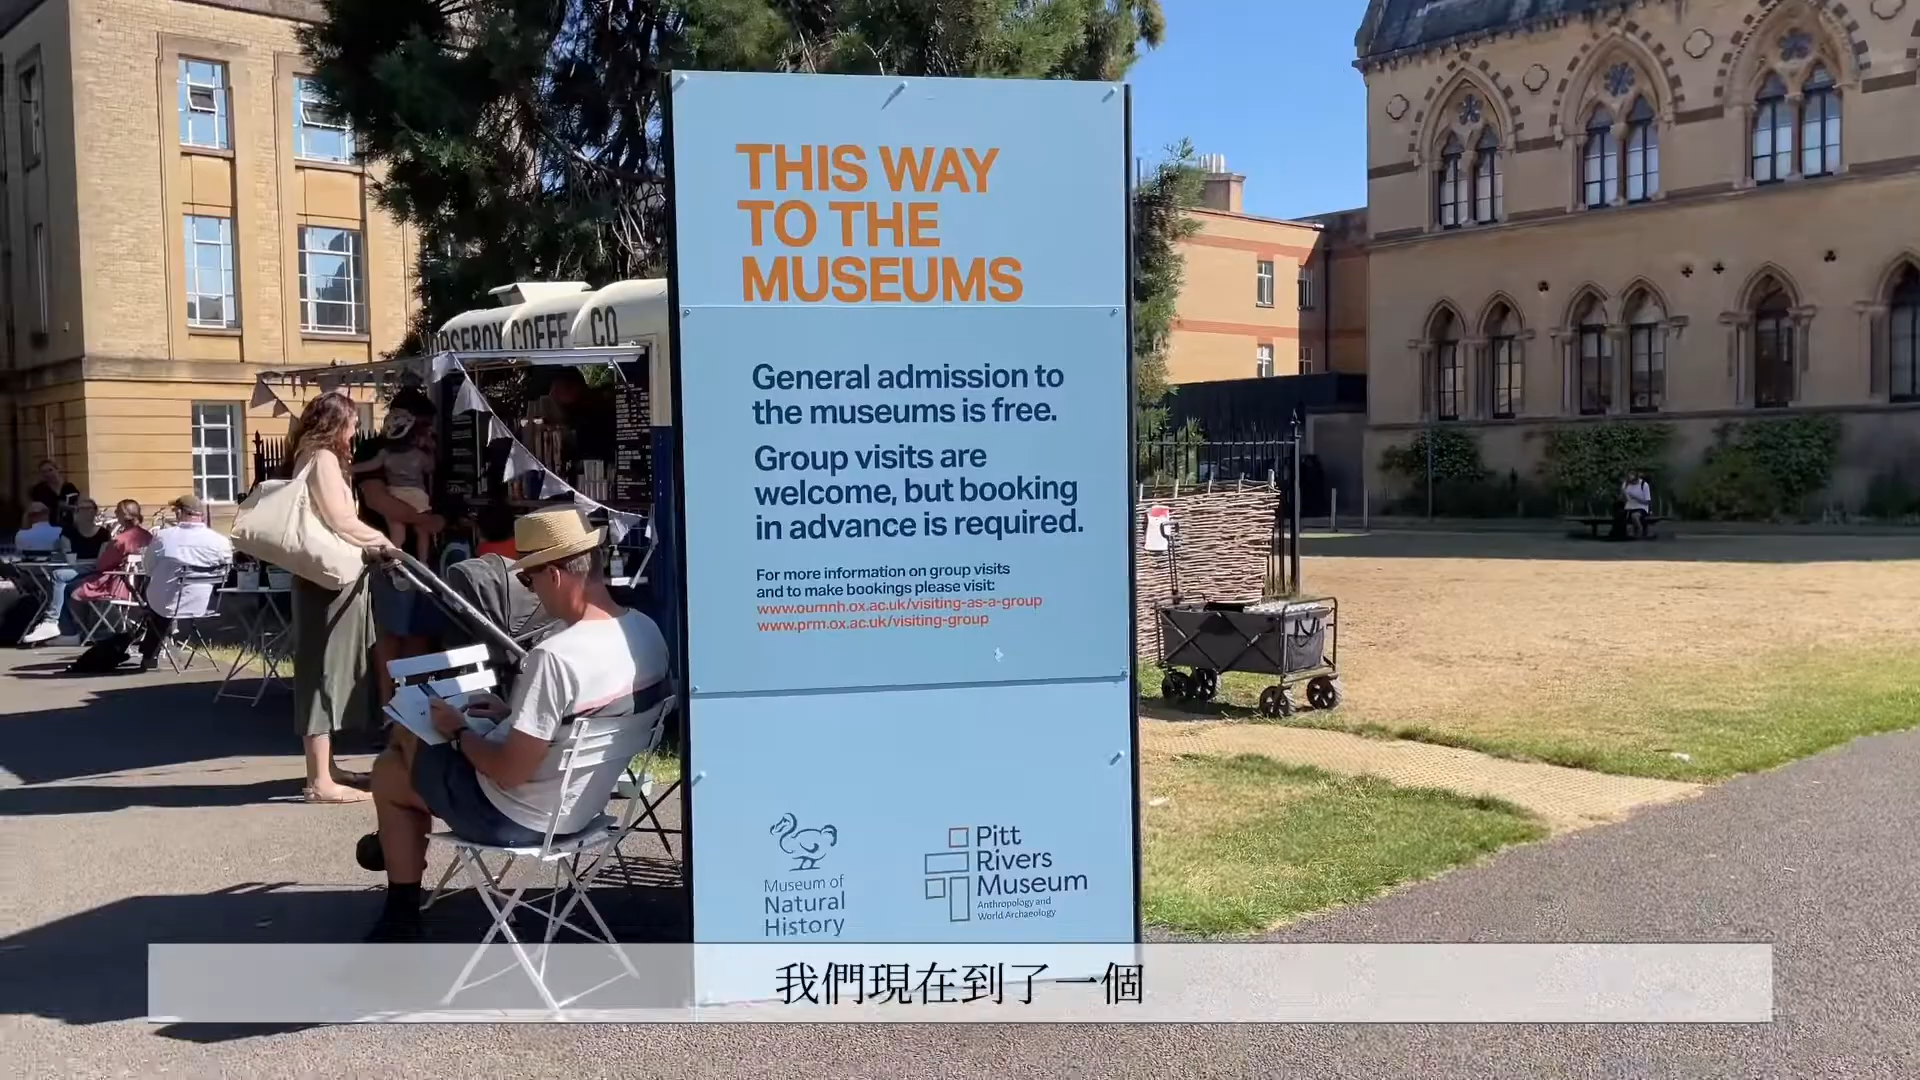 THIS WAY
TO THE
MUSEUMS
General admission to
the museums is free.
Group visits are
welcome, but booking
in advance is required.
For more information on group visits
and to make bookings please visit:
www.oumnh.ox.ac.uk/visiting-as-a-group
www.prm.ox.ac.uk/visiting-group
Museum of
Natural
History
Pitt
Rivers
Museum
Anthropology and
World Archaeology
COFFE CO
我們現在到了一個